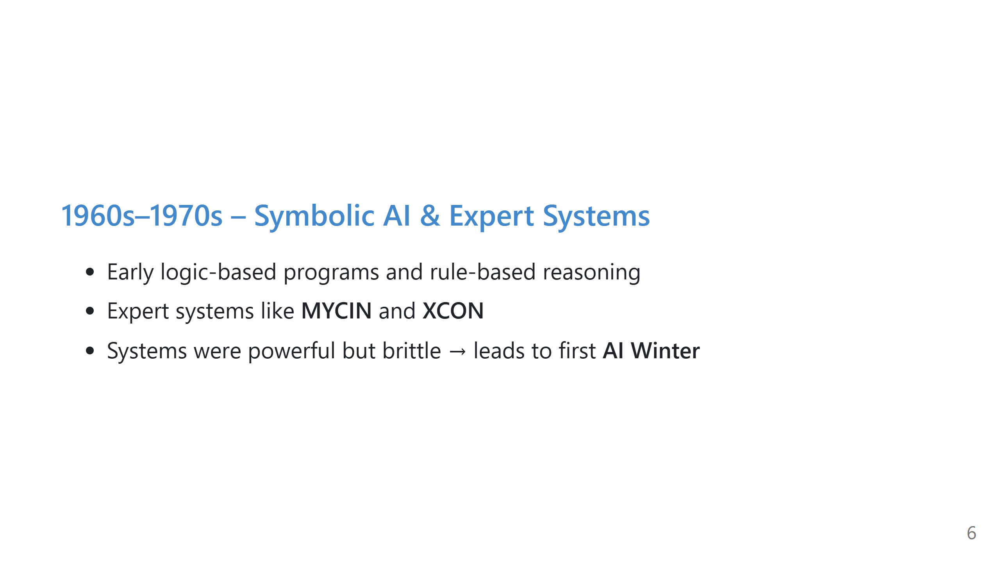 1960s–1970s – Symbolic AI & Expert Systems
• Early logic-based programs and rule-based reasoning
• Expert systems like MYCIN and XCON
• Systems were powerful but brittle → leads to first AI Winter
6